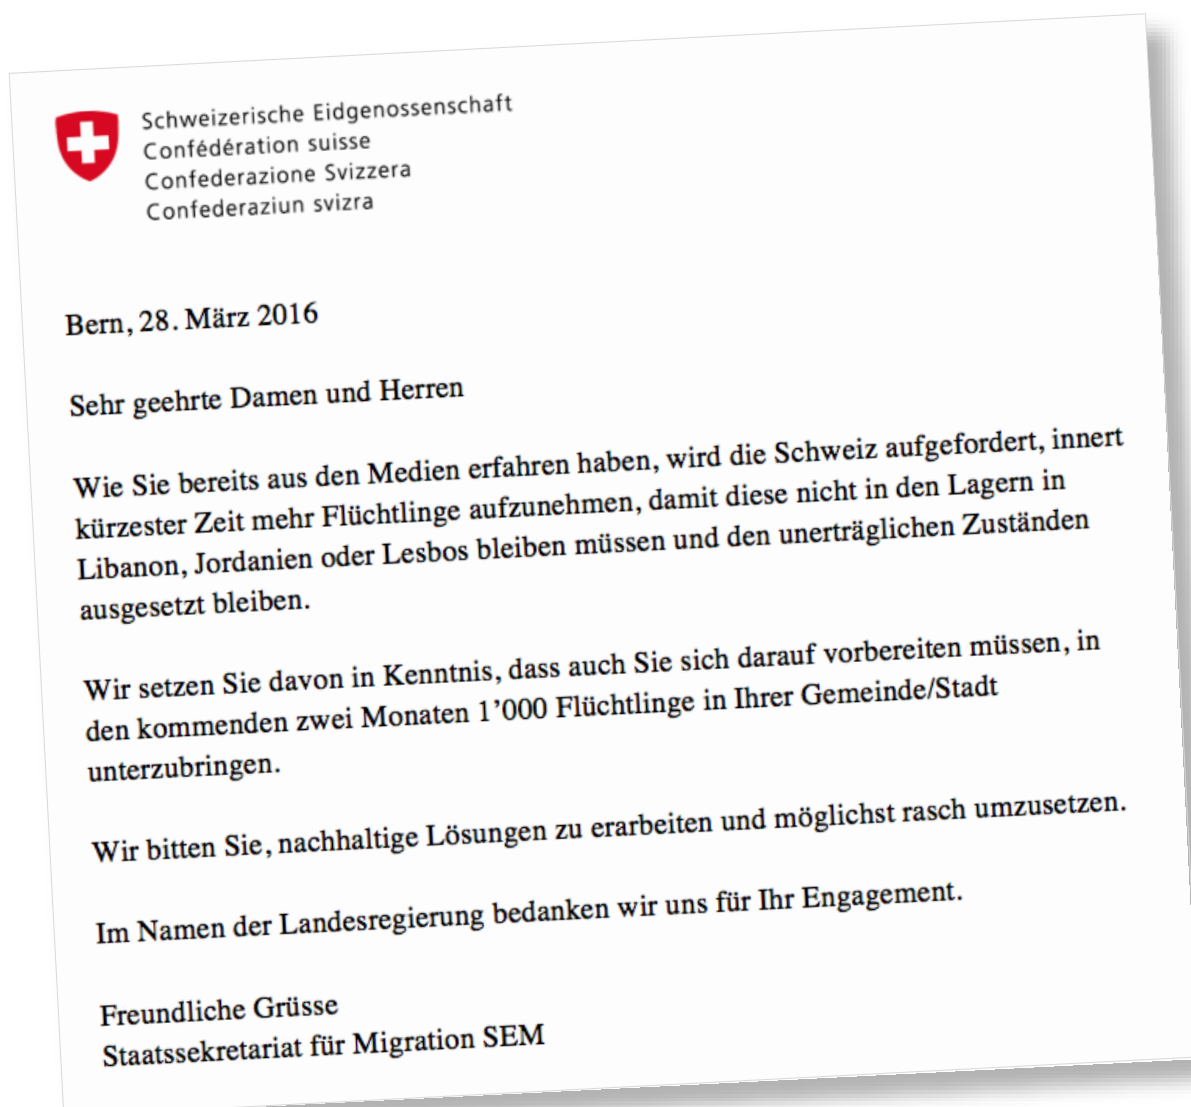 Schweizerische Eidgenossenschaft
Confédération suisse
Confederazione Svizzera
Confederaziun svizra
Bern, 28. März 2016
Sehr geehrte Damen und Herren
Wie Sie bereits aus den Medien erfahren haben, wird die Schweiz aufgefordert, innert
kürzester Zeit mehr Flüchtlinge aufzunehmen, damit diese nicht in den Lagern in
Libanon, Jordanien oder Lesbos bleiben müssen und den unerträglichen Zuständen
ausgesetzt bleiben.
Wir setzen Sie davon in Kenntnis, dass auch Sie sich darauf vorbereiten müssen, in
den kommenden zwei Monaten 1’000 Flüchtlinge in Ihrer Gemeinde/Stadt
unterzubringen.
Wir bitten Sie, nachhaltige Lösungen zu erarbeiten und möglichst rasch umzusetzen.
Im Namen der Landesregierung bedanken wir uns für Ihr Engagement.
Freundliche Grüsse
Staatssekretariat für Migration SEM